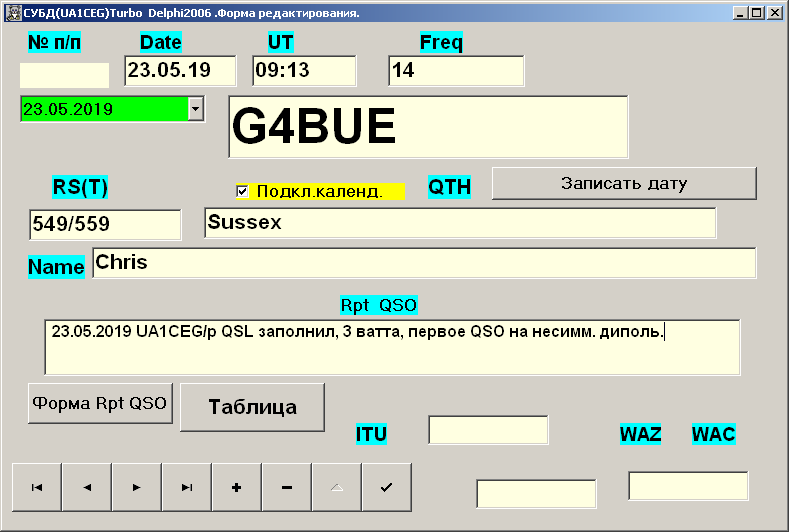 СУБД(UA1CEG)Turbo Delphi2006 .Форма редактирования.
№ п/п Date UT Freq
23.05.19 09:13 14
23.05.2019
G4BUE
RS(T) Подкл.календ. QTH Записать дату
549/559 Sussex
Name Chris
Rpt QSO
23.05.2019 UA1CEG/p QSL заполнил, 3 ватта, первое QSO на несимм. диполь.
Форма Rpt QSO Таблица
ITU WAZ WAC